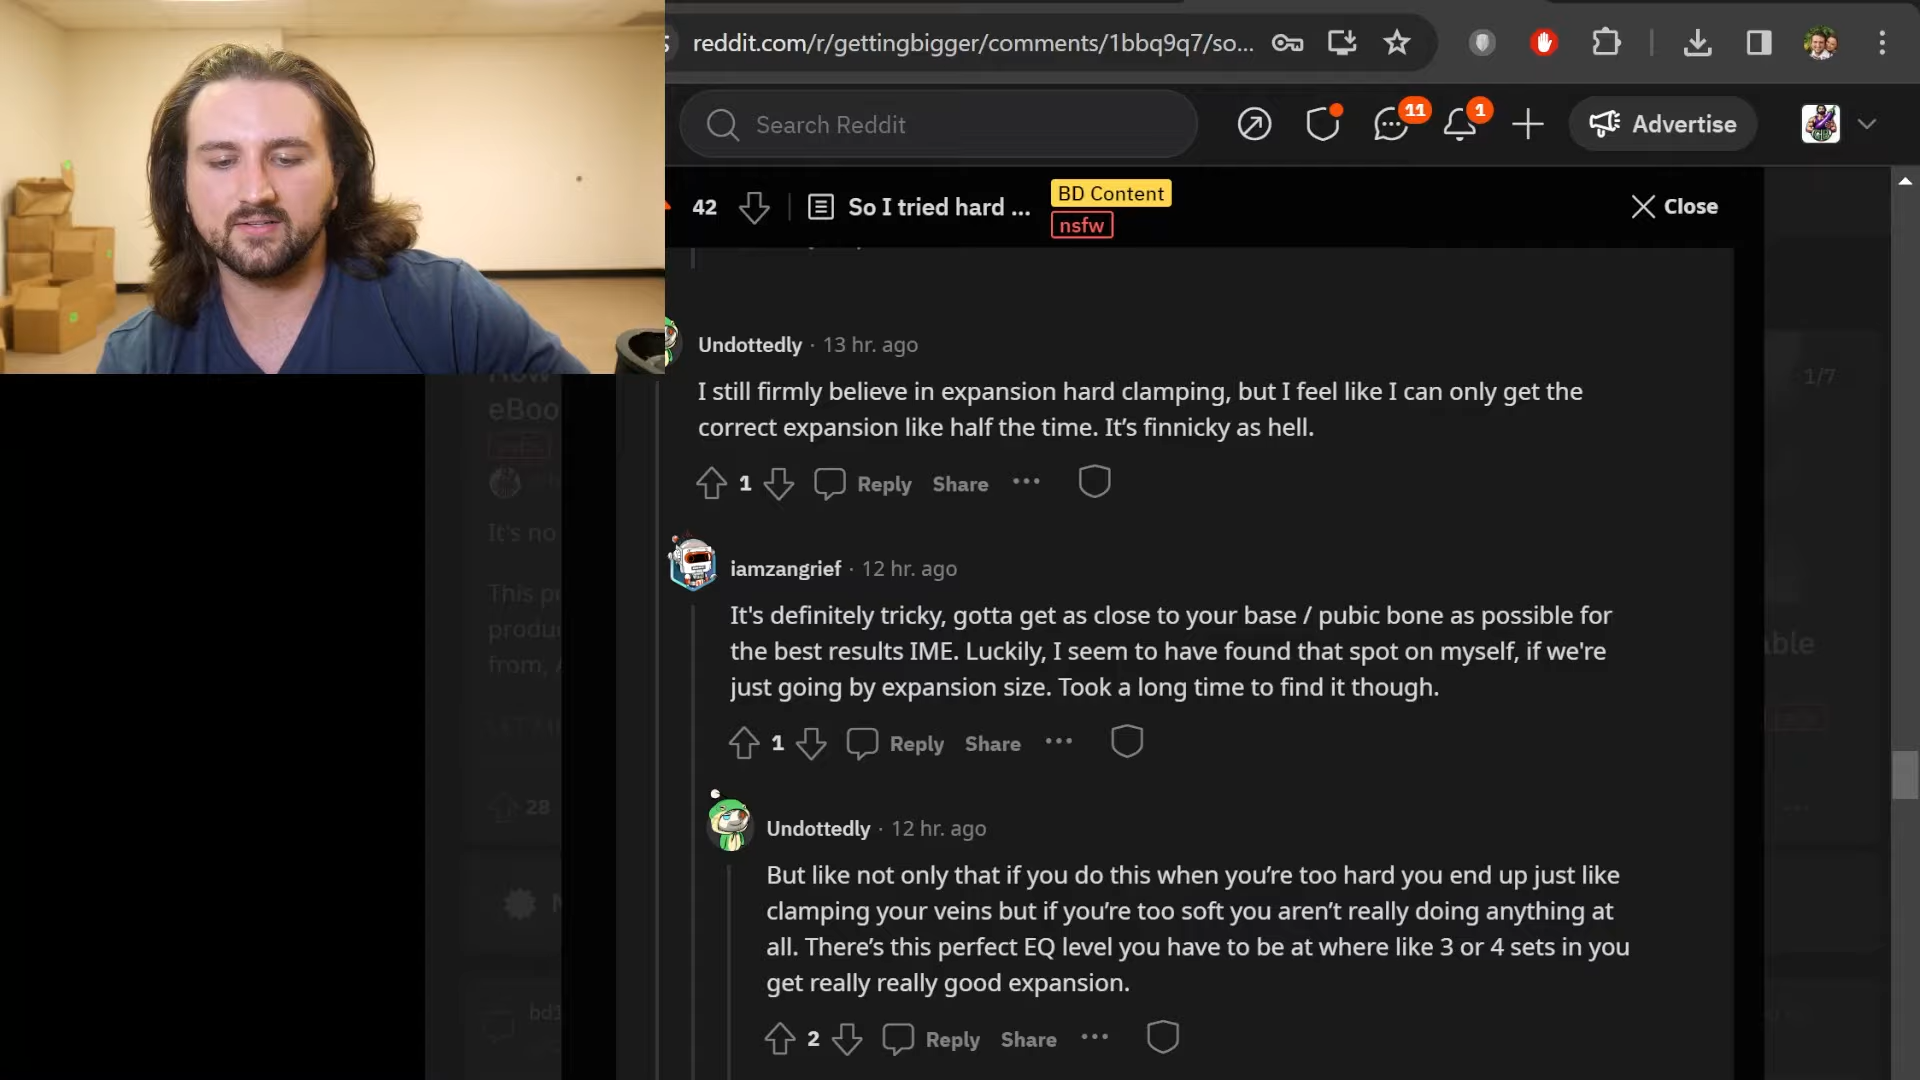 reddit.com/r/gettingbigger/comments/1bbq9q7/so...
Search Reddit
11
1
Advertise
42
So I tried hard ...
BD Content
nsfw
Close
1/7
eBoo
Undottedly · 13 hr. ago
I still firmly believe in expansion hard clamping, but I feel like I can only get the
correct expansion like half the time. It’s finnicky as hell.
1 Reply Share
It's no
iamzangrief · 12 hr. ago
This p
produ
from, A
It's definitely tricky, gotta get as close to your base / pubic bone as possible for
the best results IME. Luckily, I seem to have found that spot on myself, if we're
just going by expansion size. Took a long time to find it though.
able
1 Reply Share
28
Undottedly · 12 hr. ago
But like not only that if you do this when you’re too hard you end up just like
clamping your veins but if you’re too soft you aren’t really doing anything at
all. There’s this perfect EQ level you have to be at where like 3 or 4 sets in you
get really really good expansion.
2 Reply Share